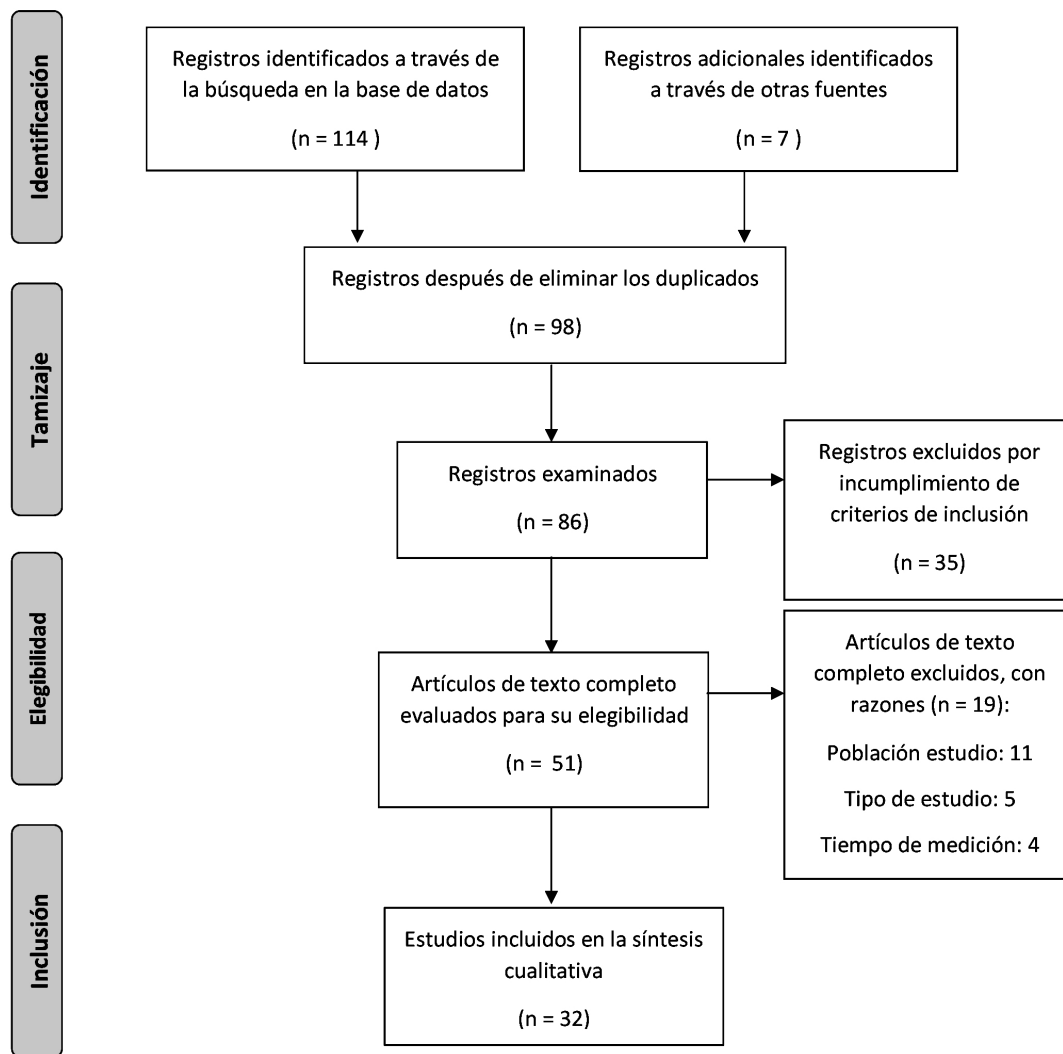 Identificación
Registros identificados a través de
la búsqueda en la base de datos
(n = 114 )
Registros adicionales identificados
a través de otras fuentes
(n = 7 )
Registros después de eliminar los duplicados
(n = 98)
Tamizaje
Registros examinados
(n = 86)
Registros excluidos por
incumplimiento de
criterios de inclusión
(n = 35)
Elegibilidad
Artículos de texto completo
evaluados para su elegibilidad
(n =  51)
Artículos de texto
completo excluidos, con
razones (n = 19):
Población estudio: 11
Tipo de estudio: 5
Tiempo de medición: 4
Inclusión
Estudios incluidos en la síntesis
cualitativa
(n = 32)